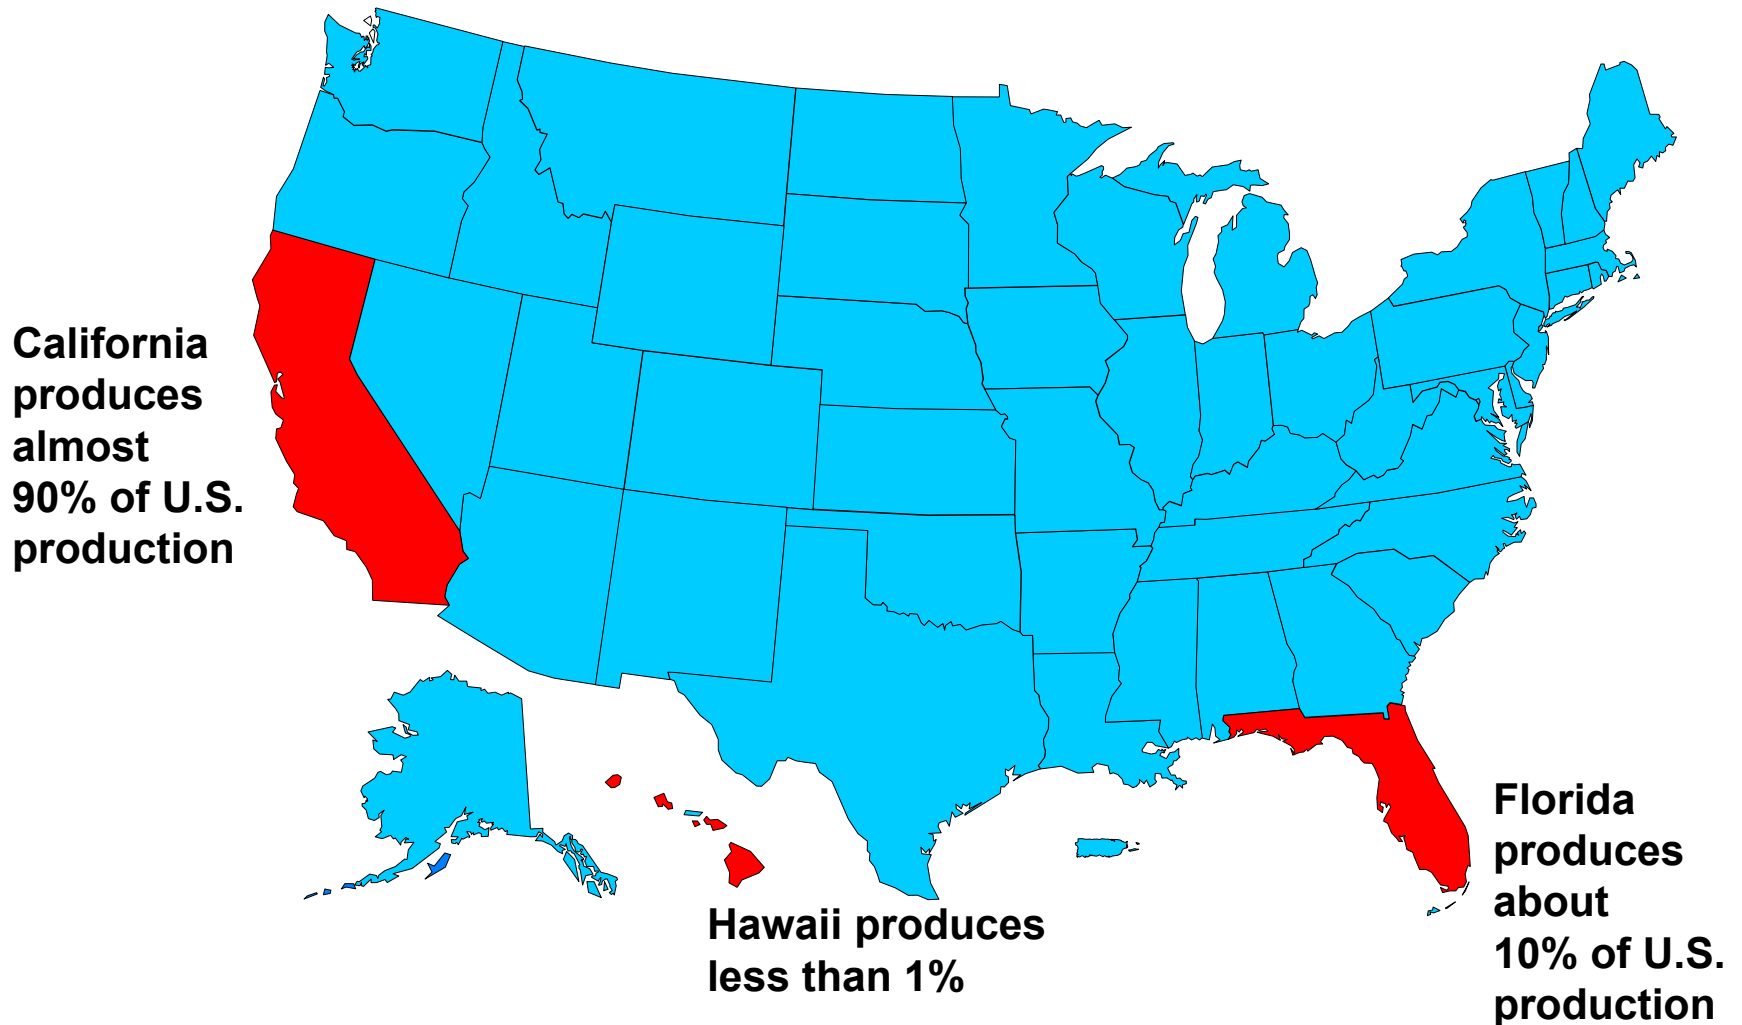 California
produces
almost
90% of U.S.
production
Hawaii produces
less than 1%
Florida
produces
about
10% of U.S.
production